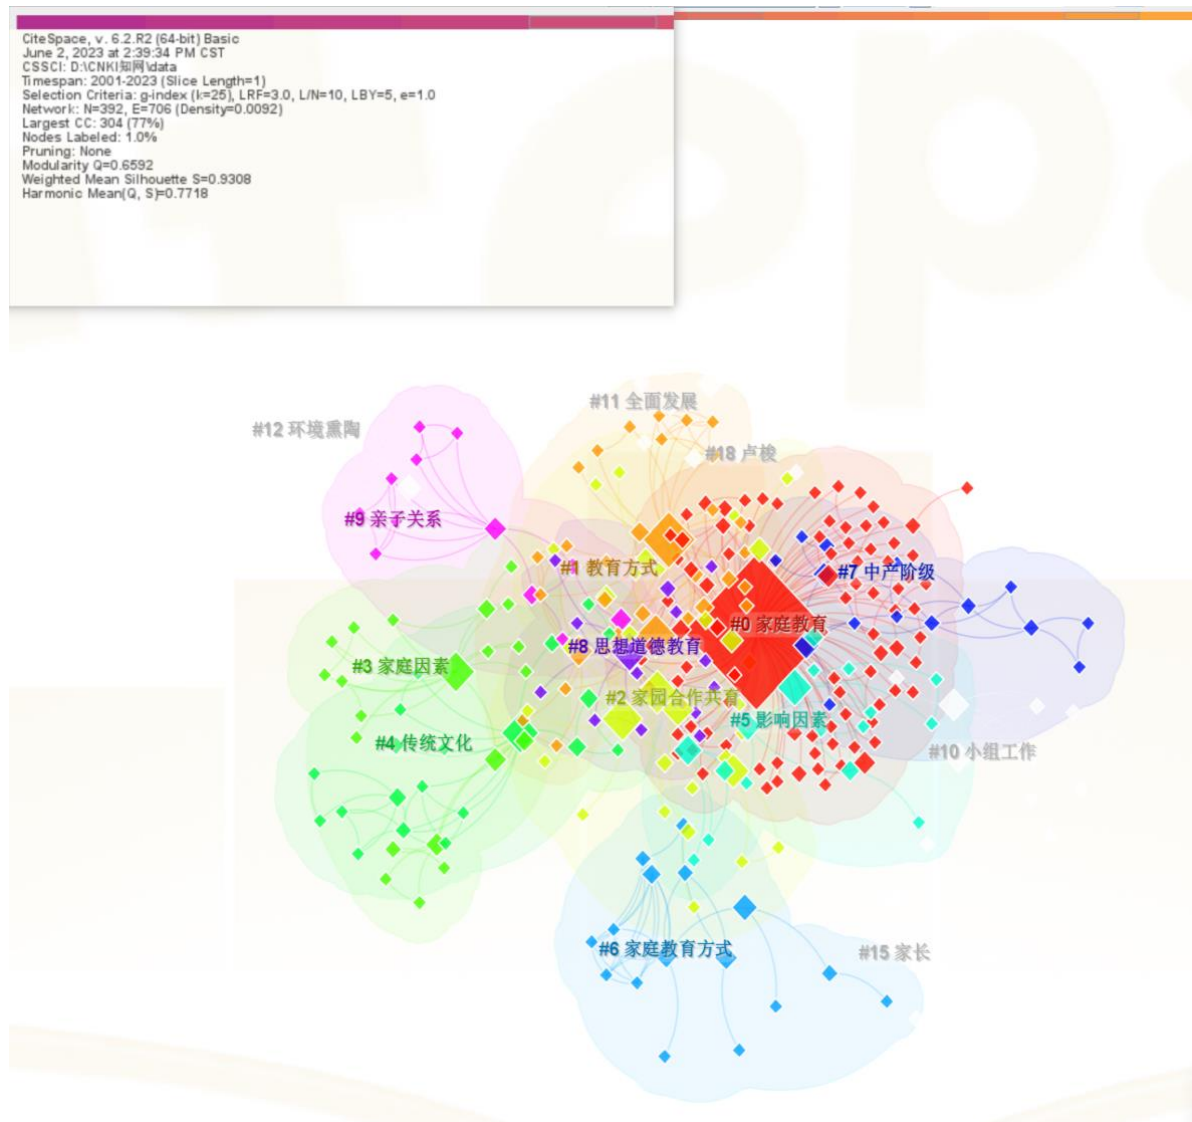 CiteSpace, v. 6.2.R2 (64-bit) Basic
June 2, 2023 at 2:39:34 PM CST
CSSCI: D:\CNKI知网\data
Timespan: 2001-2023 (Slice Length=1)
Selection Criteria: g-index (k=25), LRF=3.0, L/N=10, LBY=5, e=1.0
Network: N=392, E=706 (Density=0.0092)
Largest CC: 304 (77%)
Nodes Labeled: 1.0%
Pruning: None
Modularity Q=0.6592
Weighted Mean Silhouette S=0.9308
Harmonic Mean(Q, S)=0.7718
#11 全面发展
#12 环境熏陶
#18 卢梭
#9 亲子关系
#1 教育方式
#7 中产阶级
#0 家庭教育
#8 思想道德教育
#3 家庭因素
#2 家园合作共育
#5 影响因素
#4 传统文化
#10 小组工作
#6 家庭教育方式
#15 家长